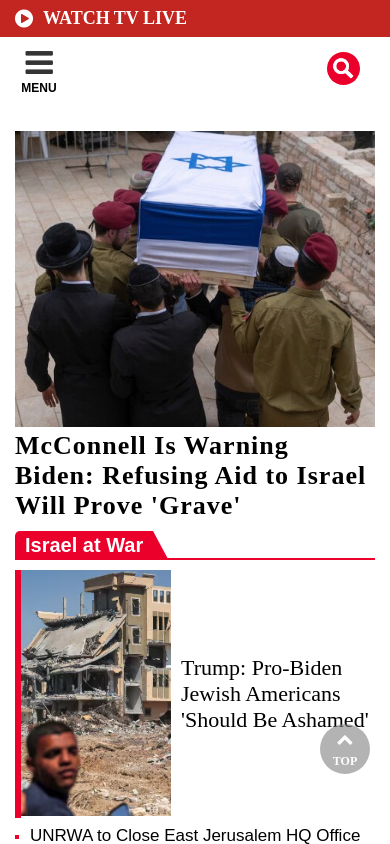 WATCH TV LIVE
MENU
McConnell Is Warning
Biden: Refusing Aid to Israel
Will Prove 'Grave'
Israel at War
Trump: Pro-Biden
Jewish Americans
'Should Be Ashamed'
TOP
UNRWA to Close East Jerusalem HQ Office